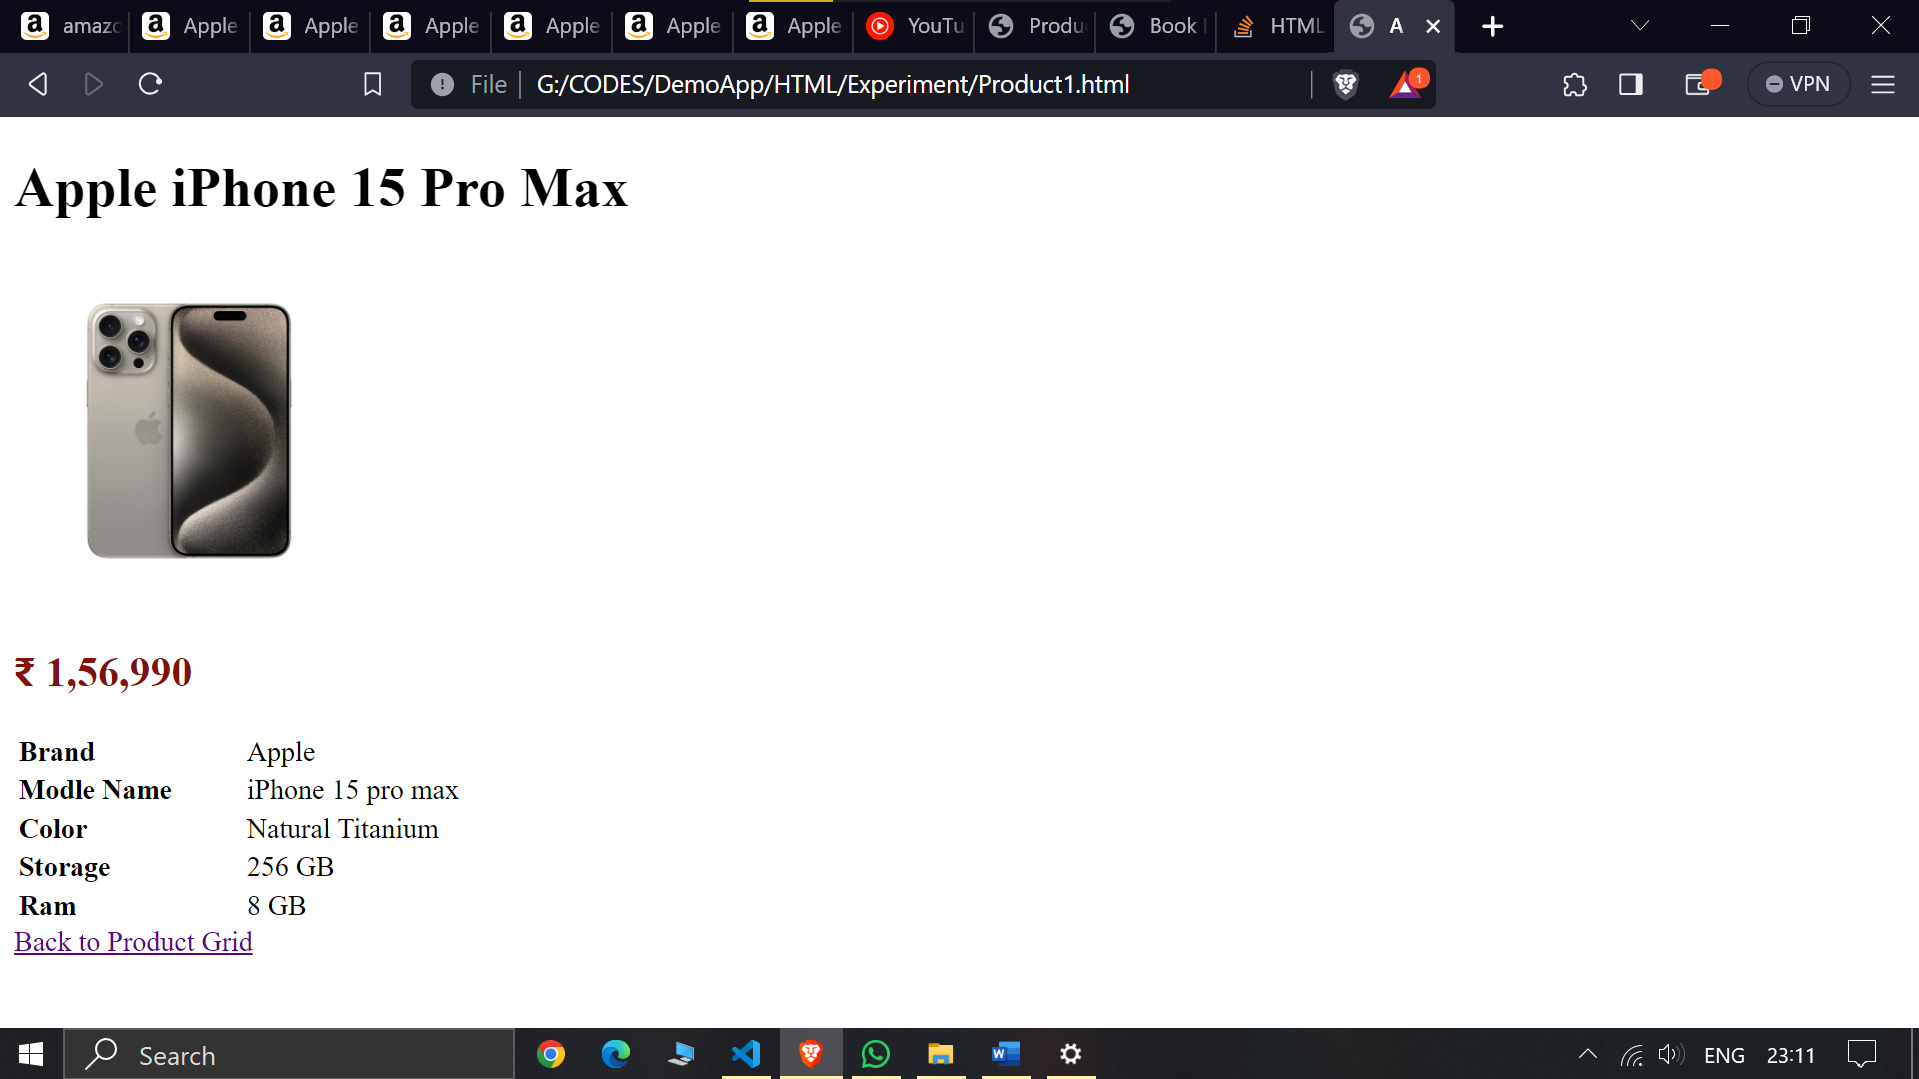 amazo Apple Apple Apple Apple Apple Apple YouTu Produ Book HTML A
File G:/CODES/DemoApp/HTML/Experiment/Product1.html 1 VPN
Apple iPhone 15 Pro Max
₹ 1,56,990
Brand Apple
Modle Name iPhone 15 pro max
Color Natural Titanium
Storage 256 GB
Ram 8 GB
Back to Product Grid
Search ENG 23:11